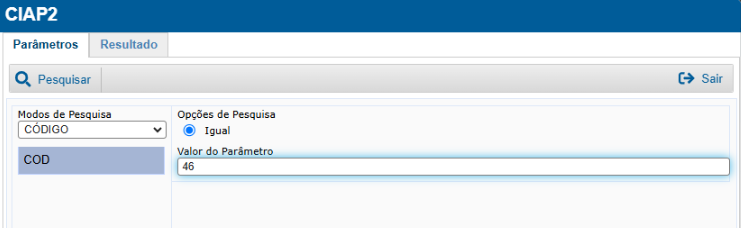 CIAP2
Parâmetros Resultado
Pesquisar Sair
Modos de Pesquisa
CÓDIGO
COD
Opções de Pesquisa
Igual
Valor do Parâmetro
46